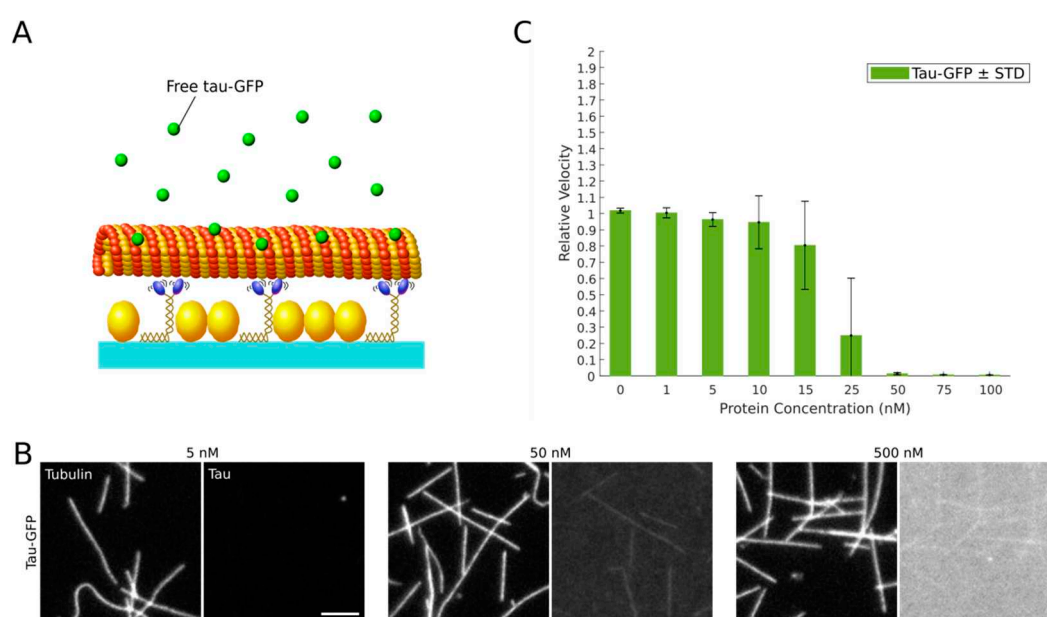 A
Free tau-GFP
C
Tau-GFP ± STD
Relative Velocity
2
1.9
1.8
1.7
1.6
1.5
1.4
1.3
1.2
1.1
1
0.9
0.8
0.7
0.6
0.5
0.4
0.3
0.2
0.1
0
0 1 5 10 15 25 50 75 100
Protein Concentration (nM)
B
5 nM 50 nM 500 nM
Tubulin Tau
Tau-GFP